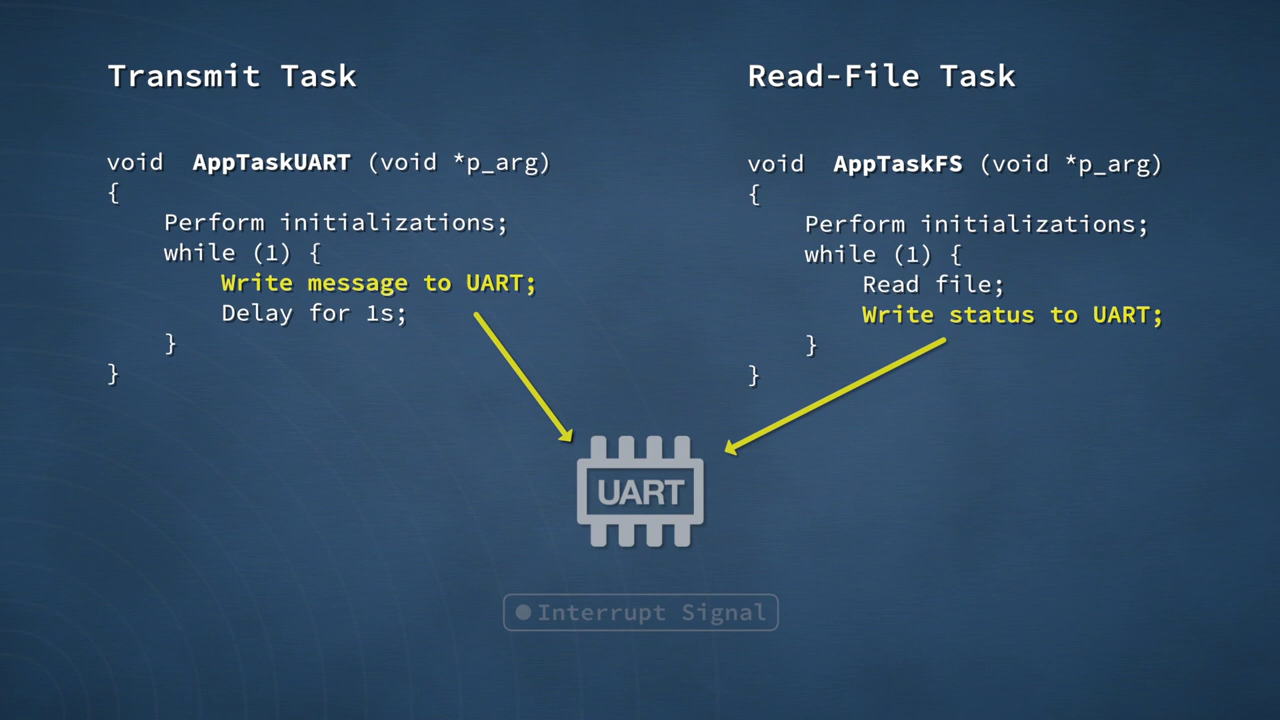 Transmit Task
void  AppTaskUART (void *p_arg)
{
    Perform initializations;
    while (1) {
        Write message to UART;
        Delay for 1s;
    }
}
Read-File Task
void  AppTaskFS (void *p_arg)
{
    Perform initializations;
    while (1) {
        Read file;
        Write status to UART;
    }
}
UART
Interrupt Signal